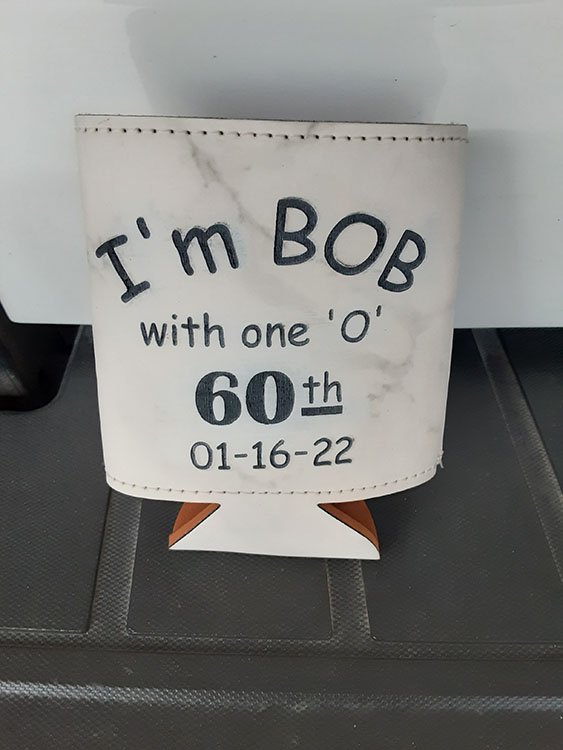 I'm BOB
with one 'O'
60th
01-16-22